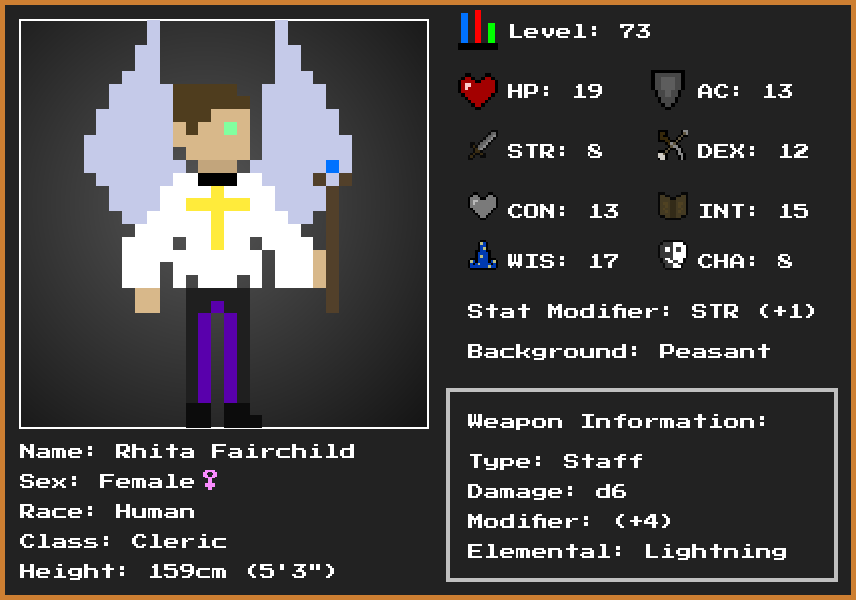 Level: 73
HP: 19 AC: 13
STR: 8 DEX: 12
CON: 13 INT: 15
WIS: 17 CHA: 8
Stat Modifier: STR (+1)
Background: Peasant
Weapon Information:
Type: Staff
Damage: d6
Modifier: (+4)
Elemental: Lightning
Name: Rhita Fairchild
Sex: Female♀
Race: Human
Class: Cleric
Height: 159cm (5'3")